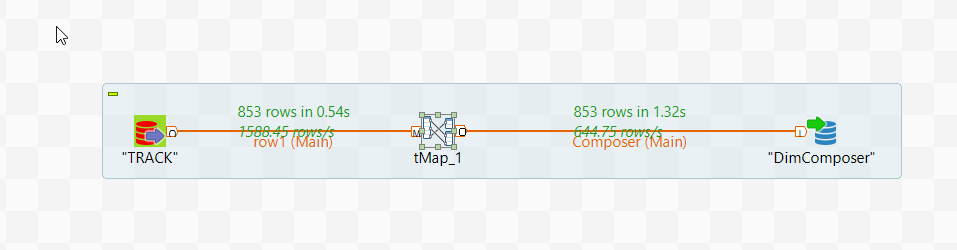 853 rows in 0.54s
1588.45 rows/s
row1 (Main)
853 rows in 1.32s
644.75 rows/s
Composer (Main)
O
M
O
I
"TRACK"
tMap_1
"DimComposer"